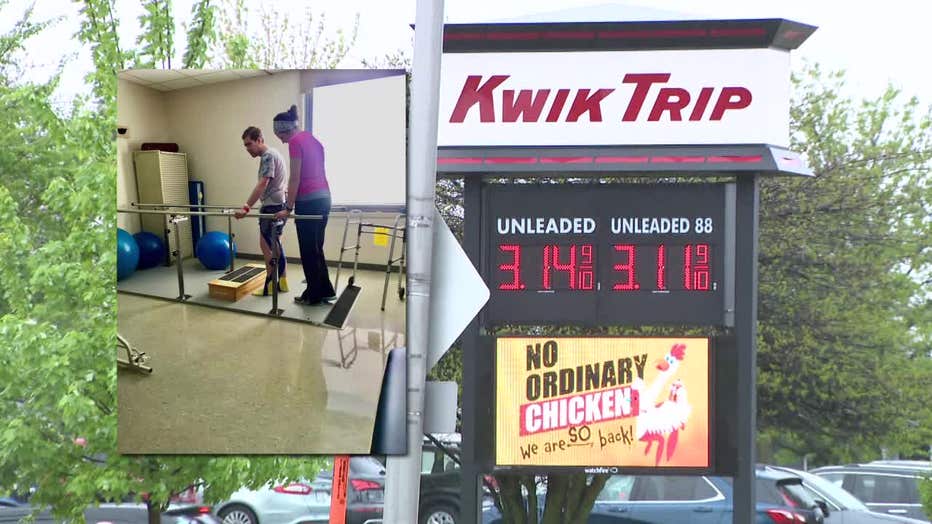 KWIK TRIP
UNLEADED UNLEADED 88
3.14 9/10 3.11 9/10
NO
ORDINARY
CHICKEN
we are SO back!
watchfire